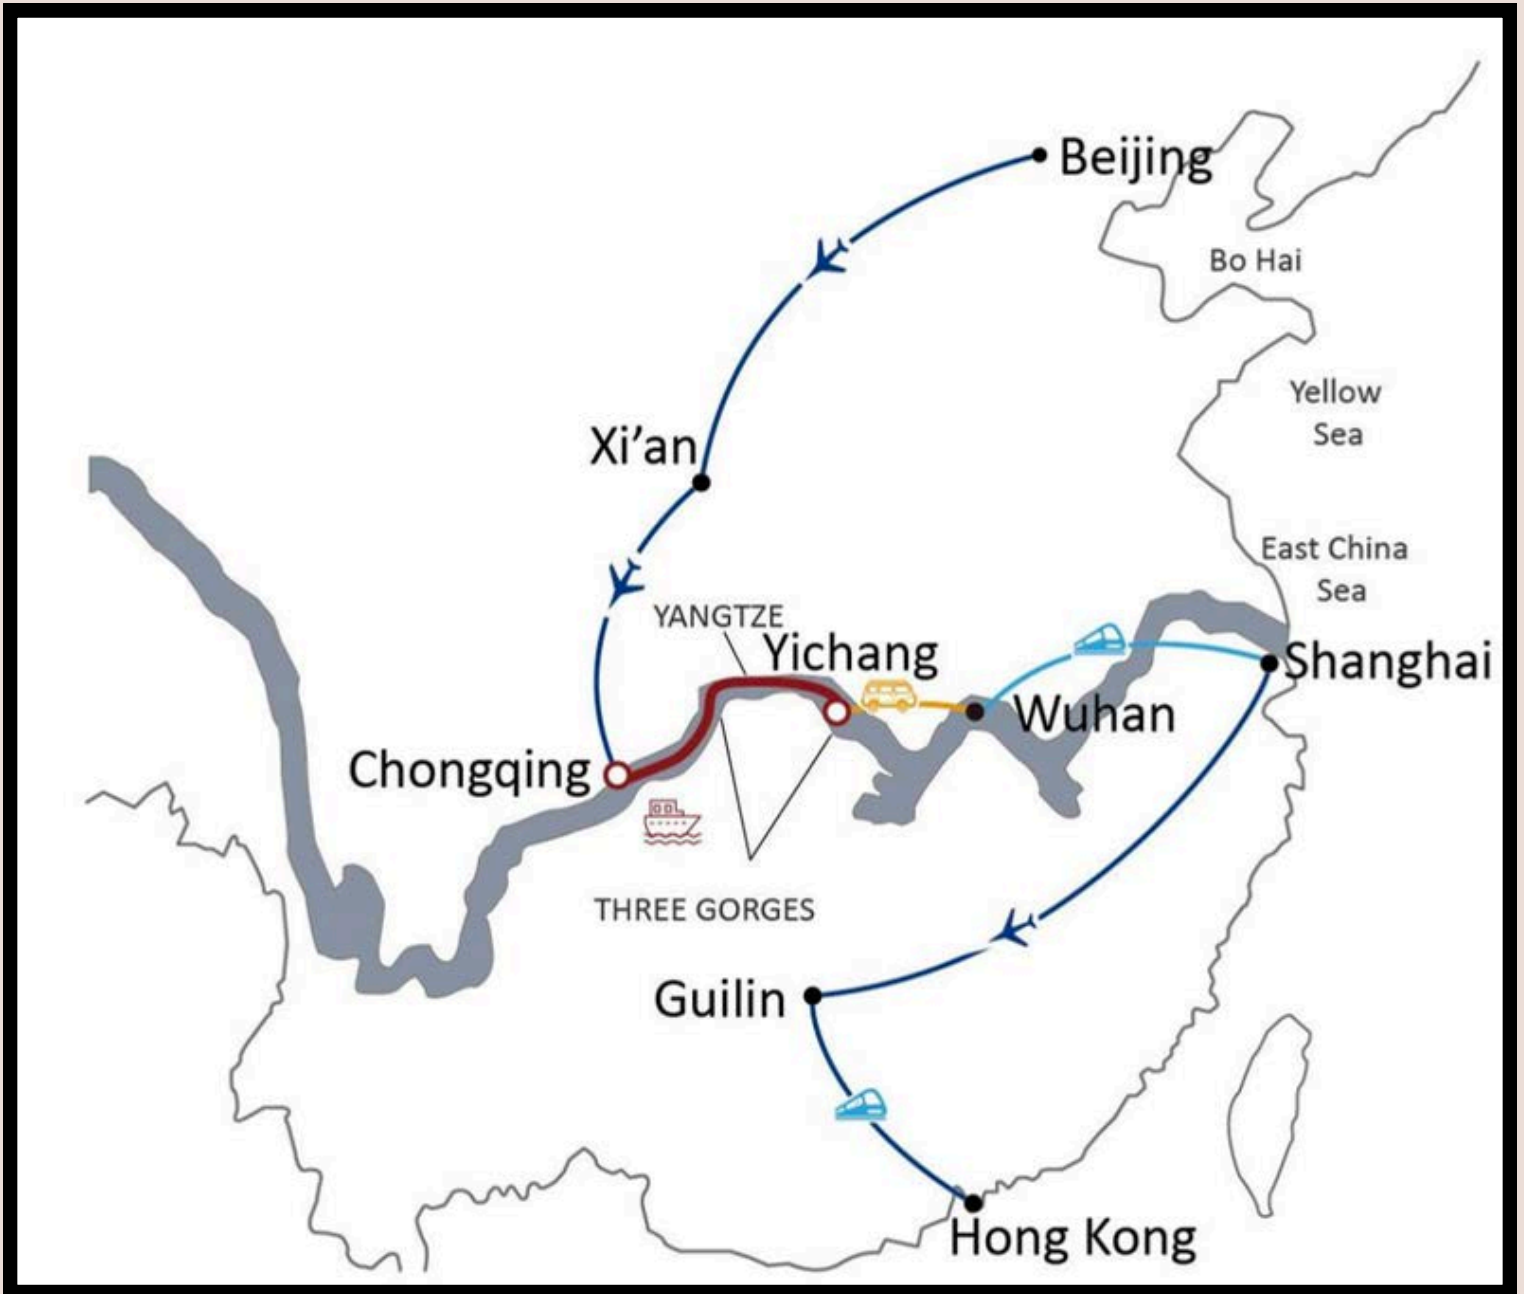 Beijing
Bo Hai
Yellow
Sea
Xi’an
East China
Sea
YANGTZE
Yichang
Shanghai
Wuhan
Chongqing
THREE GORGES
Guilin
Hong Kong